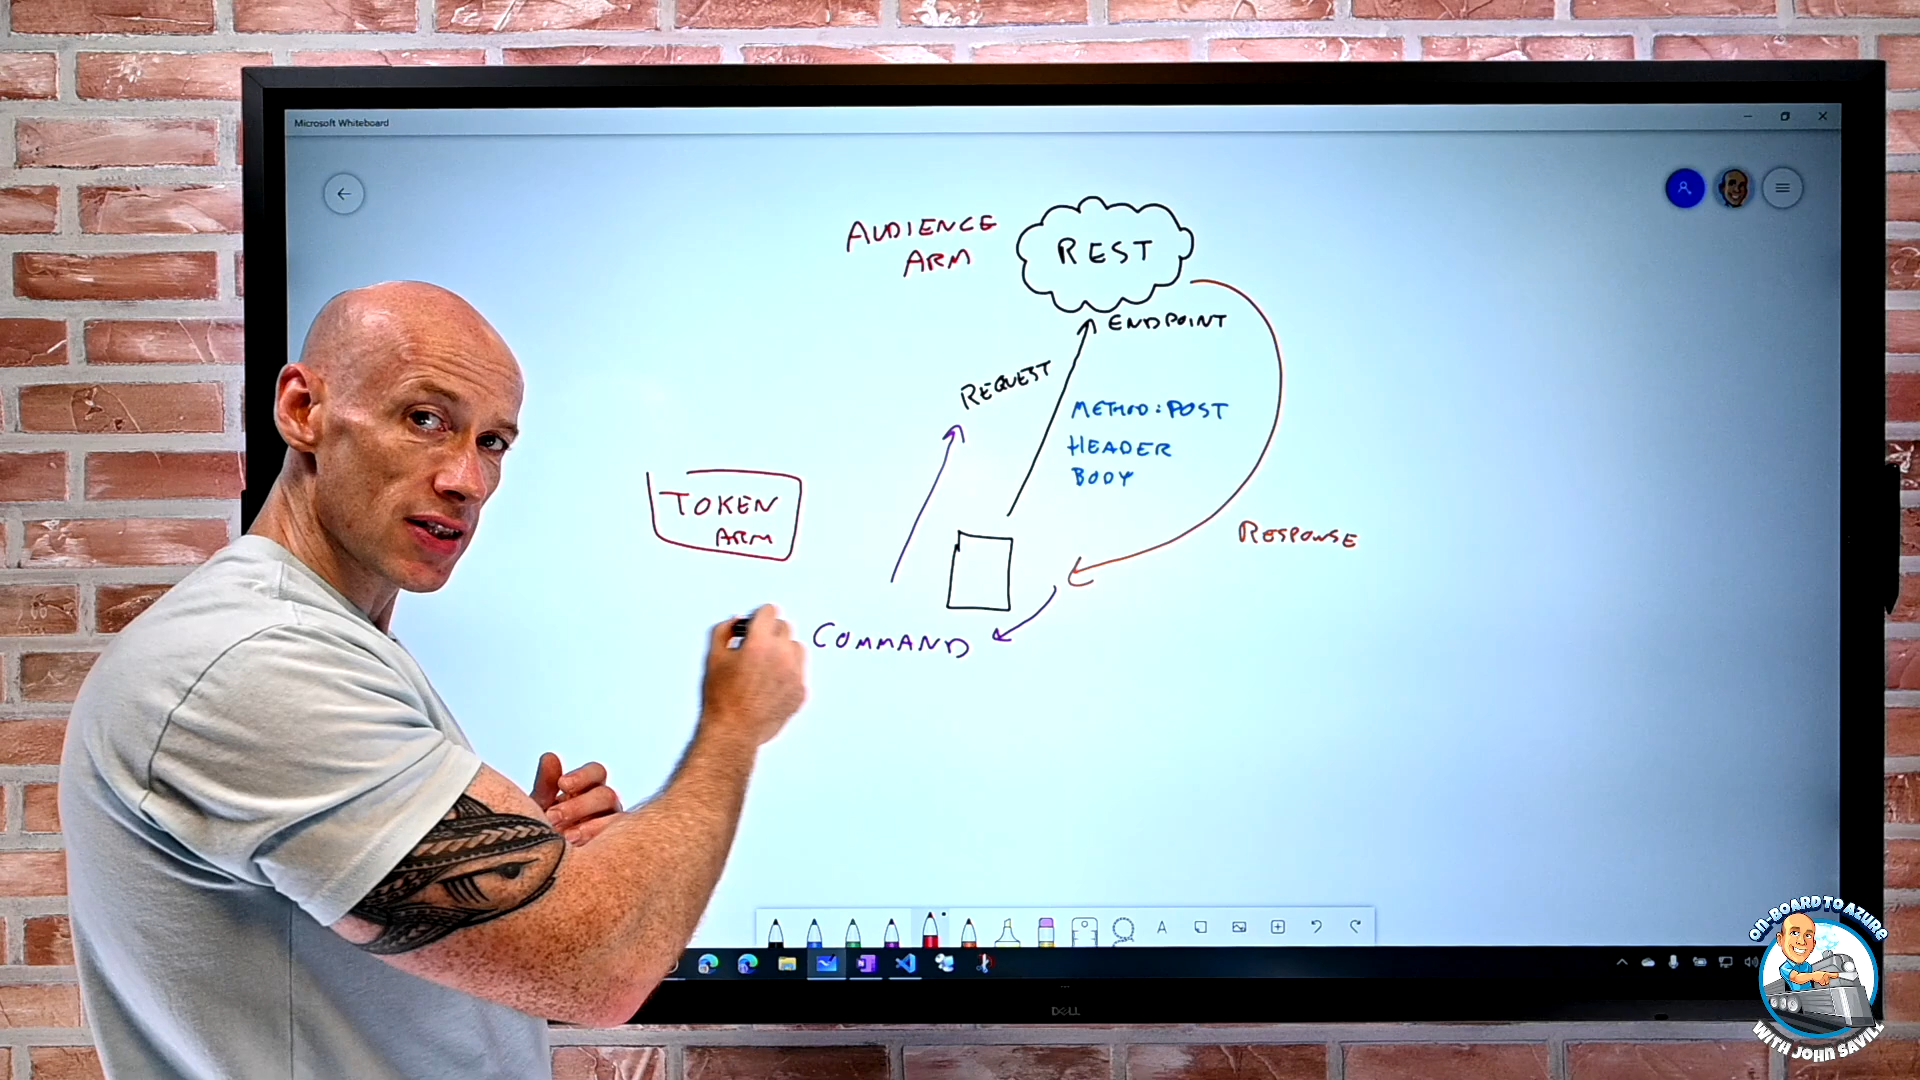 Microsoft Whiteboard
AUDIENCE
ARM
REST
ENDPOINT
REQUEST
METHOD: POST
HEADER
BODY
TOKEN
ARM
RESPONSE
COMMAND
A
DELL
ON-BOARD TO AZURE
WITH JOHN SAVILL